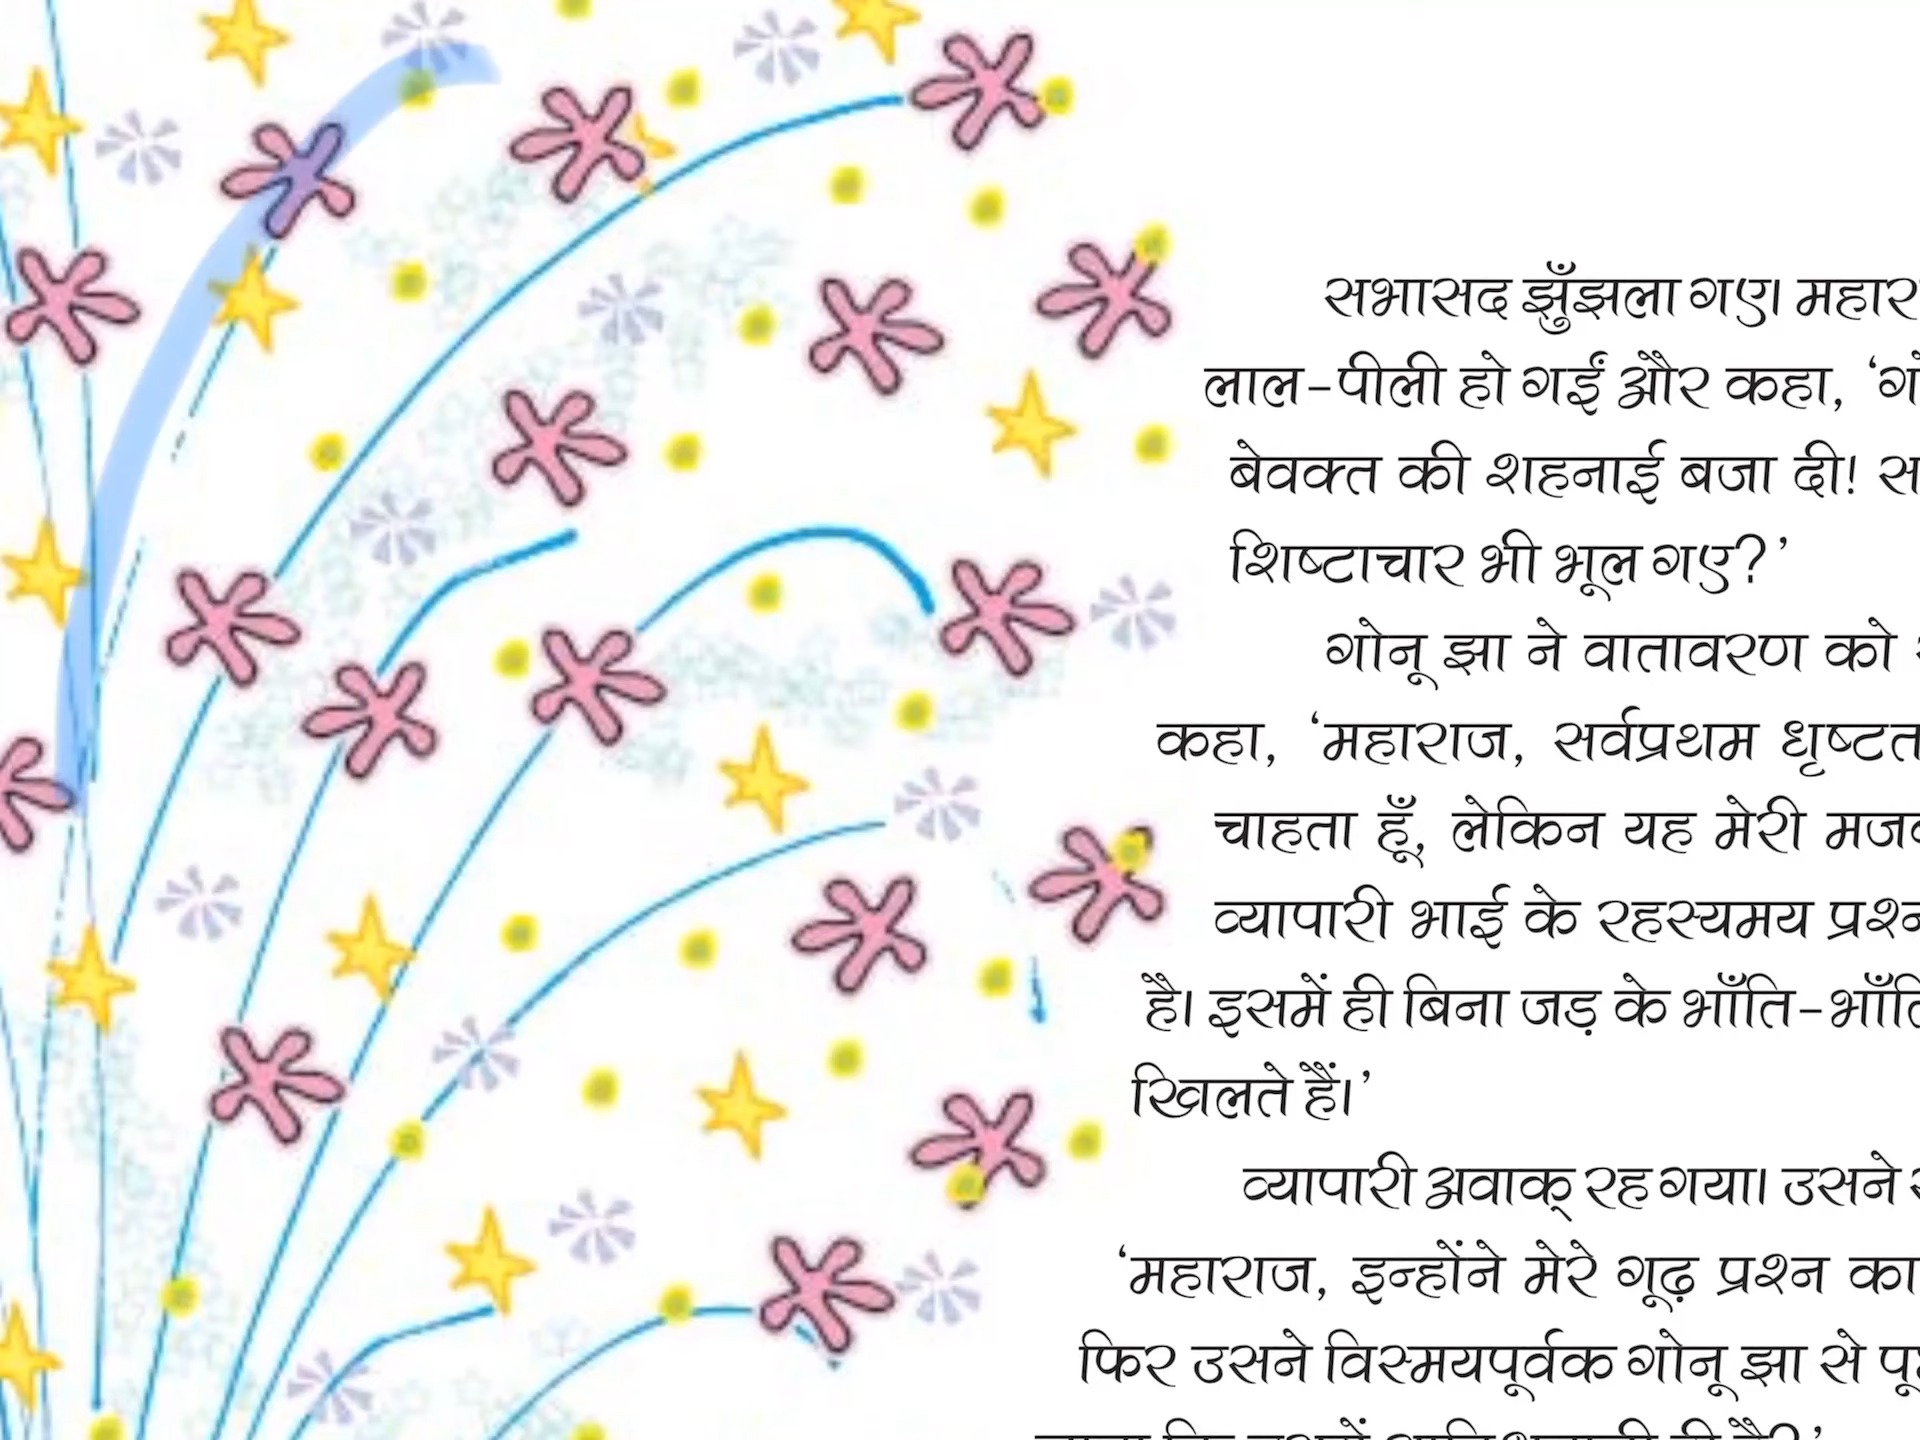 सभासद झुँझला गए। महार
लाल-पीली हो गईं और कहा, ‘गो
बेवक्त की शहनाई बजा दी! स
शिष्टाचार भी भूल गए?’
गोनू झा ने वातावरण को
कहा, ‘महाराज, सर्वप्रथम धृष्टत
चाहता हूँ, लेकिन यह मेरी मजब
व्यापारी भाई के रहस्यमय प्रश्न
है। इसमें ही बिना जड़ के भाँति-भाँति
खिलते हैं।’
व्यापारी अवाक् रह गया। उसने
‘महाराज, इन्होंने मेरे गूढ़ प्रश्न का
फिर उसने विस्मयपूर्वक गोनू झा से